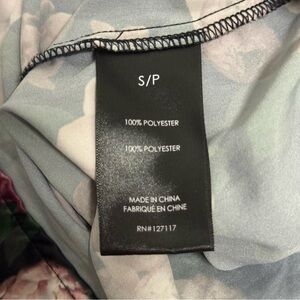 S/P
100% POLYESTER
100% POLYESTER
MADE IN CHINA
FABRIQUÉ EN CHINE
RN#127117